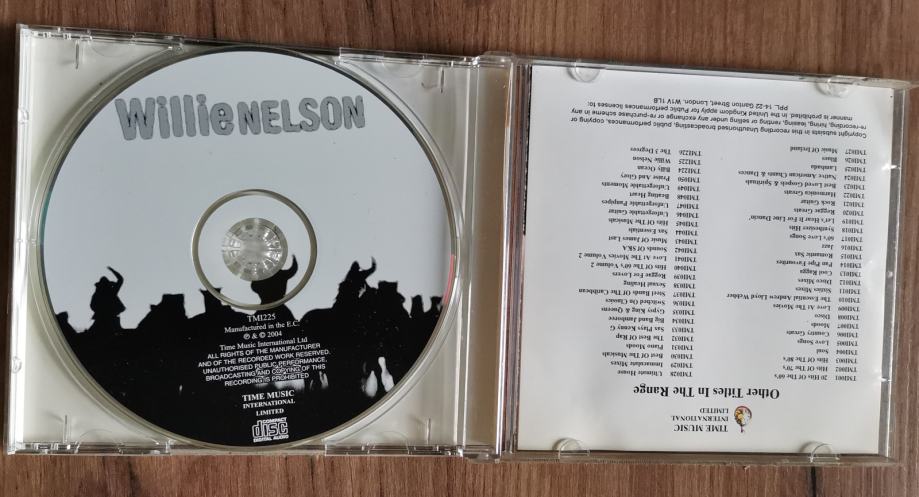 Willie NELSON
TMI225
Manufactured in the E.C.
℗ & © 2004
Time Music International Ltd
ALL RIGHTS OF THE MANUFACTURER
AND OF THE RECORDED WORK RESERVED.
UNAUTHORISED PUBLIC PERFORMANCE,
BROADCASTING AND COPYING OF THIS
RECORDING IS PROHIBITED
TIME MUSIC
INTERNATIONAL
LIMITED
COMPACT
disc
DIGITAL AUDIO
TIME MUSIC
INTERNATIONAL
LIMITED
Other Titles In The Range
TMI001 20 Hits Of The 60's
TMI002 Hits Of The 70's
TMI003 Hits Of The 80's
TMI004 Soul
TMI005 Love Songs
TMI006 Country Greats
TMI007 Moods
TMI008 Disco
TMI009 Love At The Movies
TMI010 The Essential Andrew Lloyd Webber
TMI011 Sixties Mixes
TMI012 Disco Mixes
TMI013 Cool Ragga
TMI014 Pan Pipe Favourites
TMI015 Romantic Sax
TMI016 Jazz
TMI017 60's Love Songs
TMI018 Synthesizer Hits
TMI019 Let's Hear It For Line Dancin'
TMI020 Reggae Greats
TMI021 Rock Guitar
TMI022 Harmonica Greats
TMI023 Best Loved Gospels & Spirituals
TMI024 Native American Chants & Dances
TMI025 Lambada
TMI026 Blues
TMI027 Music Of Ireland
TMI028 Ultimate House
TMI029
TMI030 Best Of The Musicals
TMI031 Piano Moods
TMI032 The Best Of Rap
TMI033 Sax Plays Kenny G
TMI034 Big Band Jamboree
TMI035 Gypsy King & Queens
TMI036 Switched On Classics
TMI037 Steel Bands Of The Caribbean
TMI038 Sexual Healing
TMI039 Reggae For Lovers
TMI040 Hits Of The 60's Volume 2
TMI041 Love At The Movies Volume 2
TMI042 Sounds Of SKA
TMI043 Music Of James Last
TMI044 Sax Essentials
TMI045 Hits Of The Musicals
TMI046 Unforgettable Guitar
TMI047 Unforgettable Panpipes
TMI048 Beating Heart
TMI049 Unforgettable Moments
TMI050 Praise And Glory
TMI224 Billy Ocean
TMI225 Willie Nelson
TMI226 The 3 Degrees
Copyright subsists in this recording Unauthorised broadcasting, public performances, copying or
re-recording, hiring, leasing, renting or selling under any exchange or re-purchase scheme in any
manner is prohibited. In the United Kingdom apply for Public performances licenses to:
PPL. 14-22 Ganton Street, London, W1V 1LB